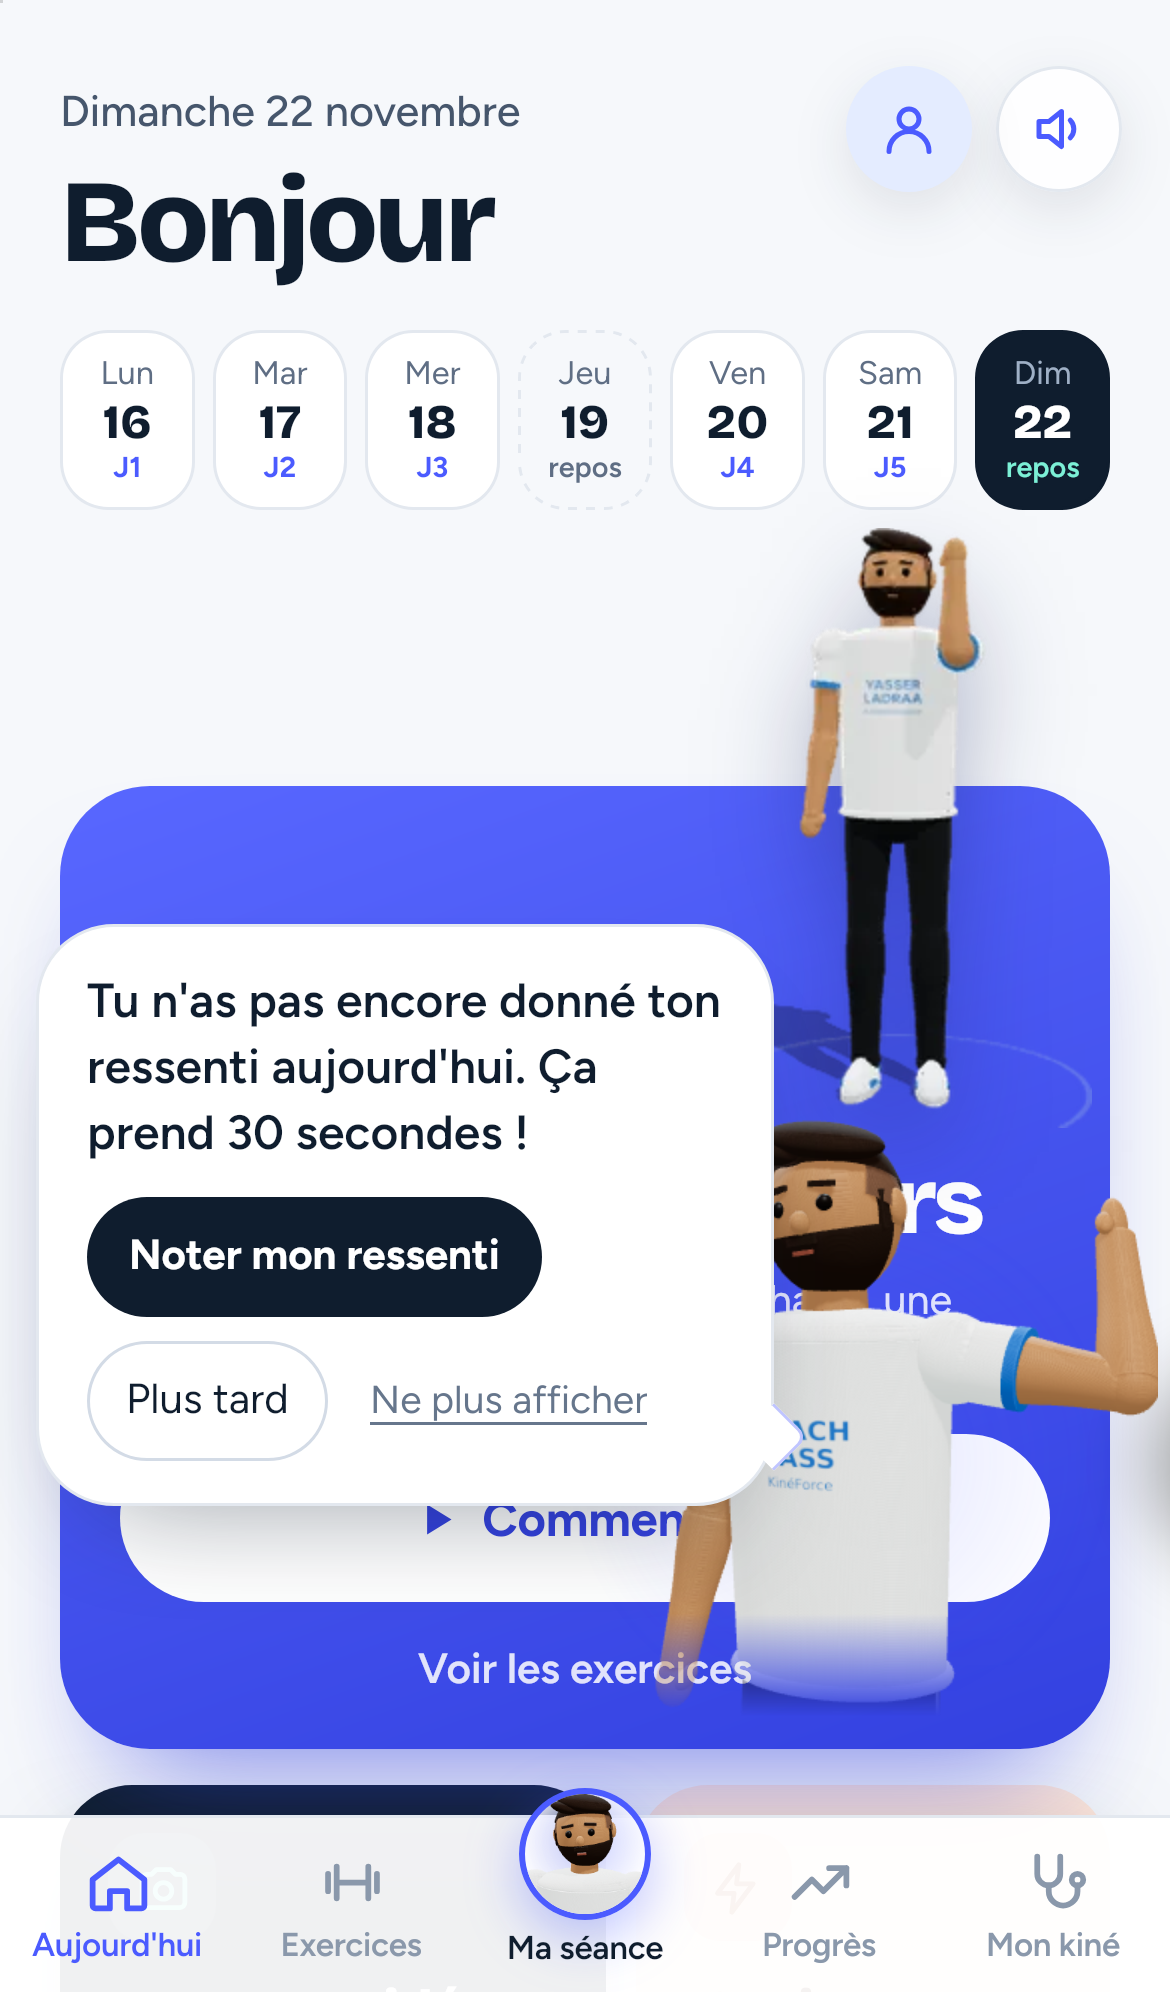 Dimanche 22 novembre
Bonjour
Lun Mar Mer Jeu Ven Sam Dim
16 17 18 19 20 21 22
J1 J2 J3 repos J4 J5 repos
YASSER
LADRAA
Tu n'as pas encore donné ton
ressenti aujourd'hui. Ça
prend 30 secondes !
rs
une
Noter mon ressenti
Plus tard Ne plus afficher
ACH
ASS
KinéForce
Commen
Voir les exercices
Aujourd'hui Exercices Ma séance Progrès Mon kiné